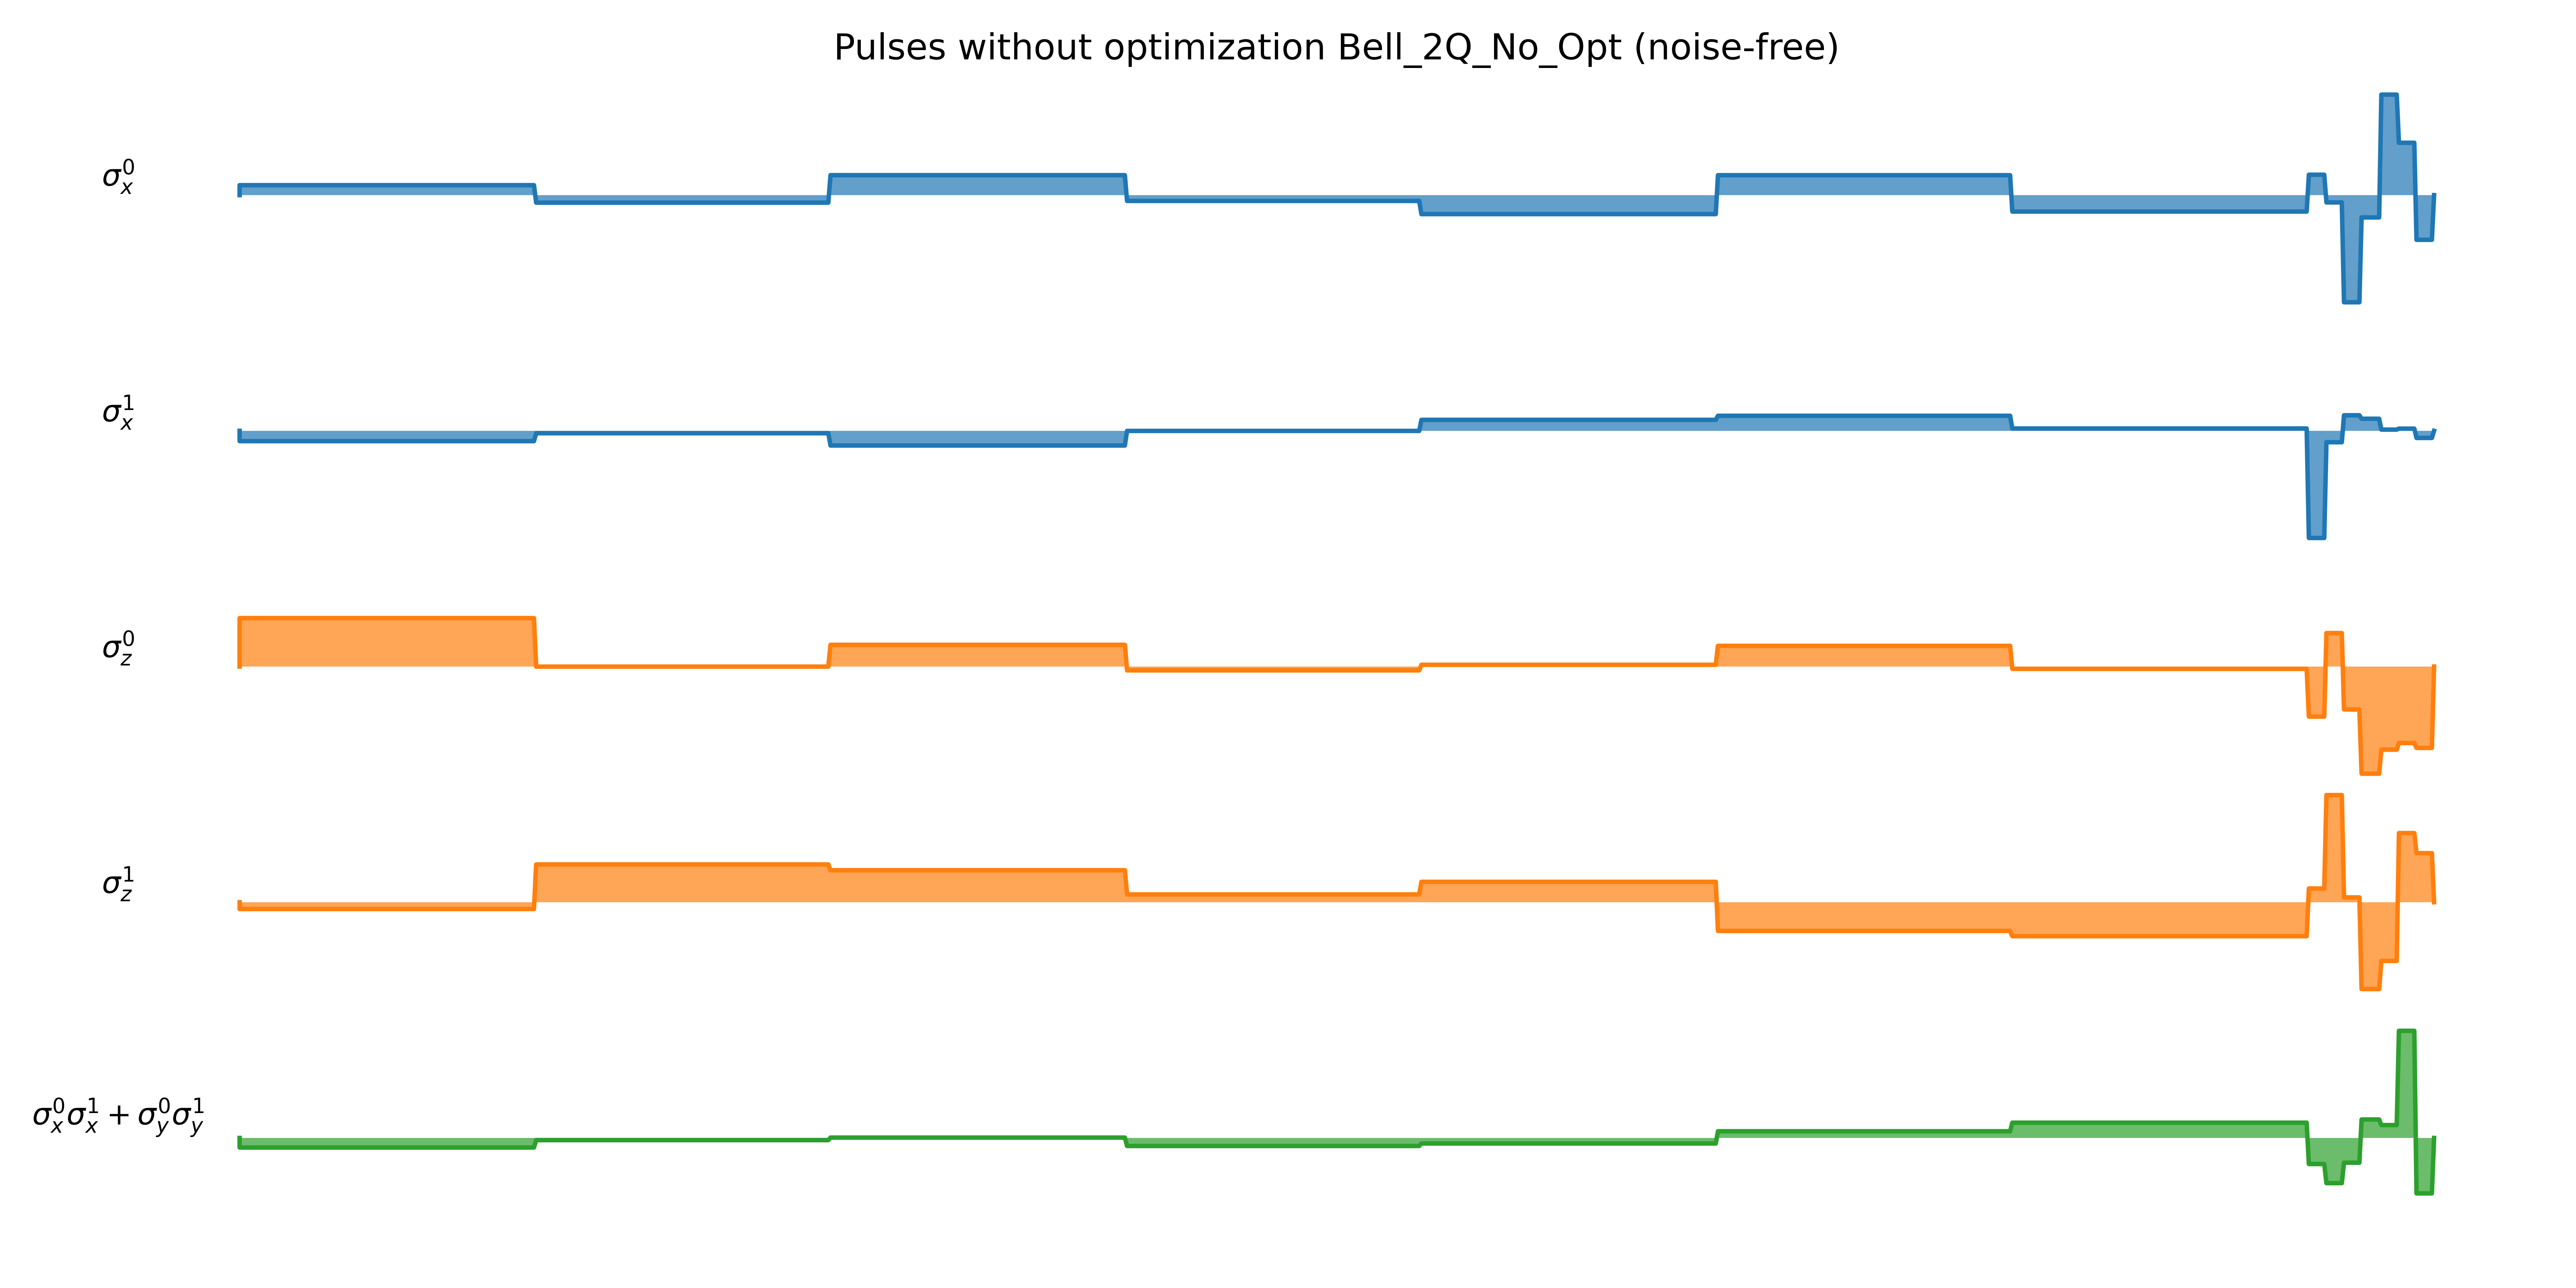 Pulses without optimization Bell_2Q_No_Opt (noise-free)
σ_x^0
σ_x^1
σ_z^0
σ_z^1
σ_x^0σ_x^1 + σ_y^0σ_y^1